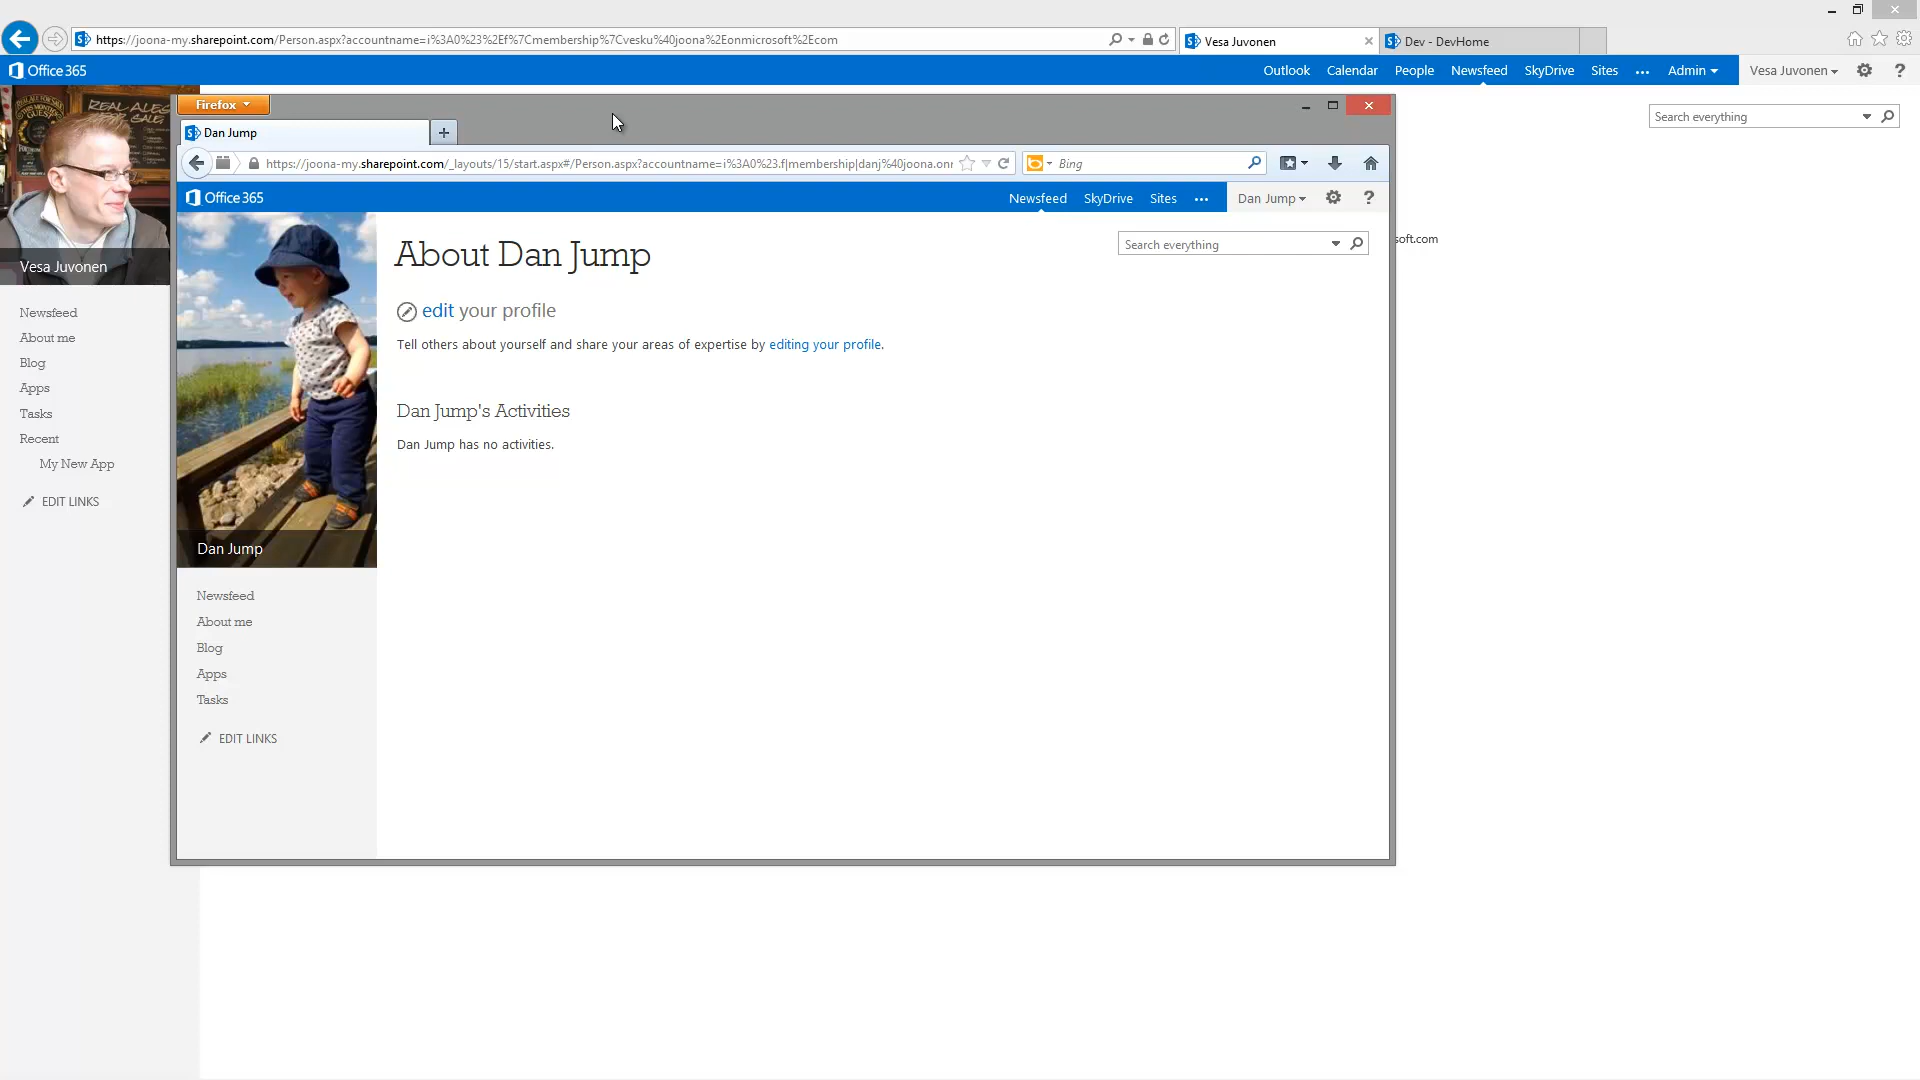 https://joona-my.sharepoint.com/Person.aspx?accountname=i%3A0%23%2Ef%7Cmembership%7Cvesku%40joona%2Eonmicrosoft%2Ecom
Vesa Juvonen
Dev - DevHome
Office 365
Outlook
Calendar
People
Newsfeed
SkyDrive
Sites
Admin
Vesa Juvonen
?
REAL ALES
Search everything
Vesa Juvonen
Newsfeed
About me
Blog
Apps
Tasks
Recent
My New App
EDIT LINKS
soft.com
Firefox
Dan Jump
https://joona-my.sharepoint.com/_layouts/15/start.aspx#/Person.aspx?accountname=i%3A0%23.f|membership|danj%40joona.onr
Bing
Office 365
Newsfeed
SkyDrive
Sites
Dan Jump
?
Search everything
About Dan Jump
edit your profile
Tell others about yourself and share your areas of expertise by editing your profile.
Dan Jump's Activities
Dan Jump has no activities.
Dan Jump
Newsfeed
About me
Blog
Apps
Tasks
EDIT LINKS